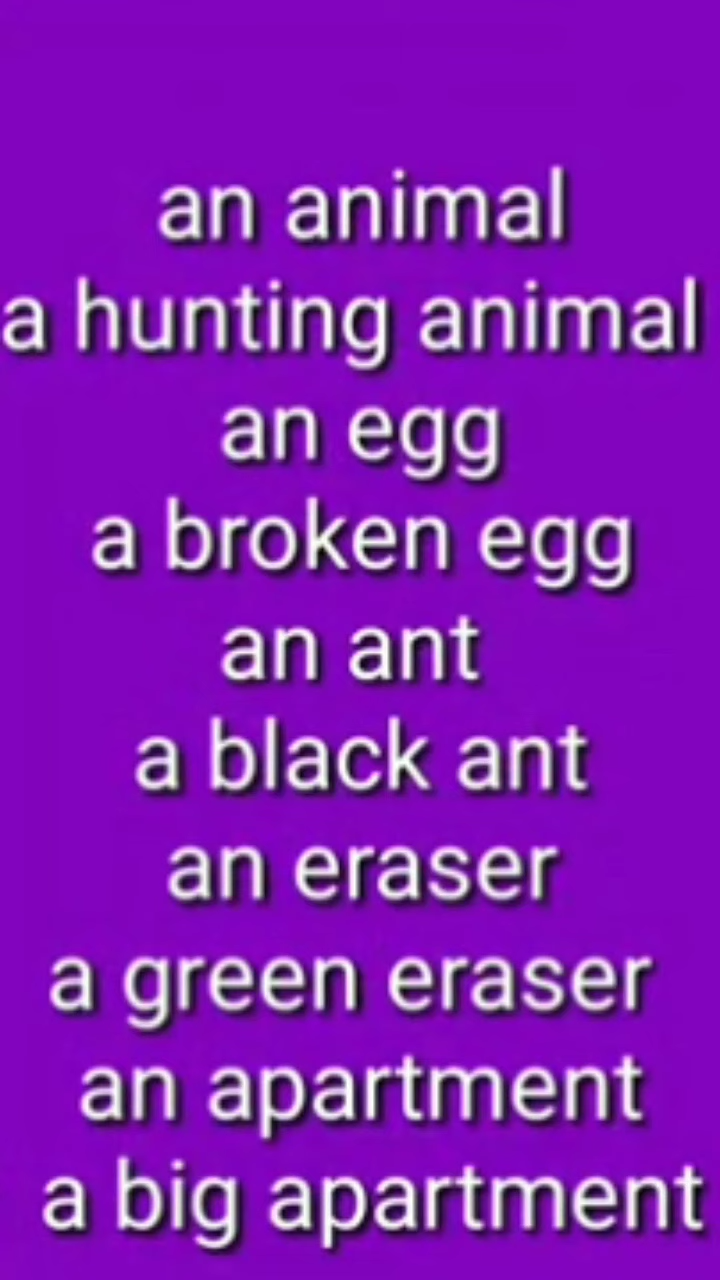 an animal
a hunting animal
an egg
a broken egg
an ant
a black ant
an eraser
a green eraser
an apartment
a big apartment